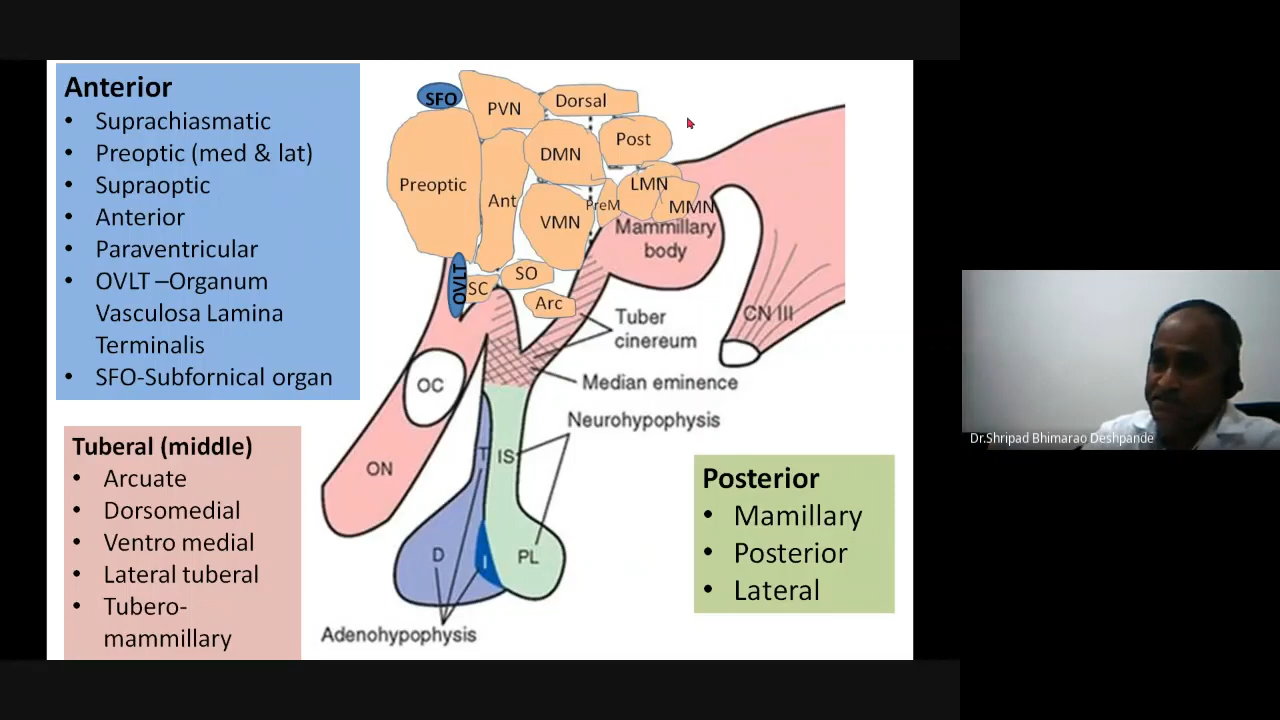 Anterior
• Suprachiasmatic
• Preoptic (med & lat)
• Supraoptic
• Anterior
• Paraventricular
• OVLT –Organum
Vasculosa Lamina
Terminalis
• SFO-Subfornical organ
Tuberal (middle)
• Arcuate
• Dorsomedial
• Ventro medial
• Lateral tuberal
• Tubero-
mammillary
SFO
PVN
Dorsal
Preoptic
Ant
DMN
Post
VMN
PreM
LMN
MMN
Mammillary
body
OVLT
SC
SO
Arc
CN III
Tuber
cinereum
Median eminence
Neurohypophysis
OC
ON
T
IS
D
I
PL
Adenohypophysis
Posterior
• Mamillary
• Posterior
• Lateral
Dr.Shripad Bhimarao Deshpande